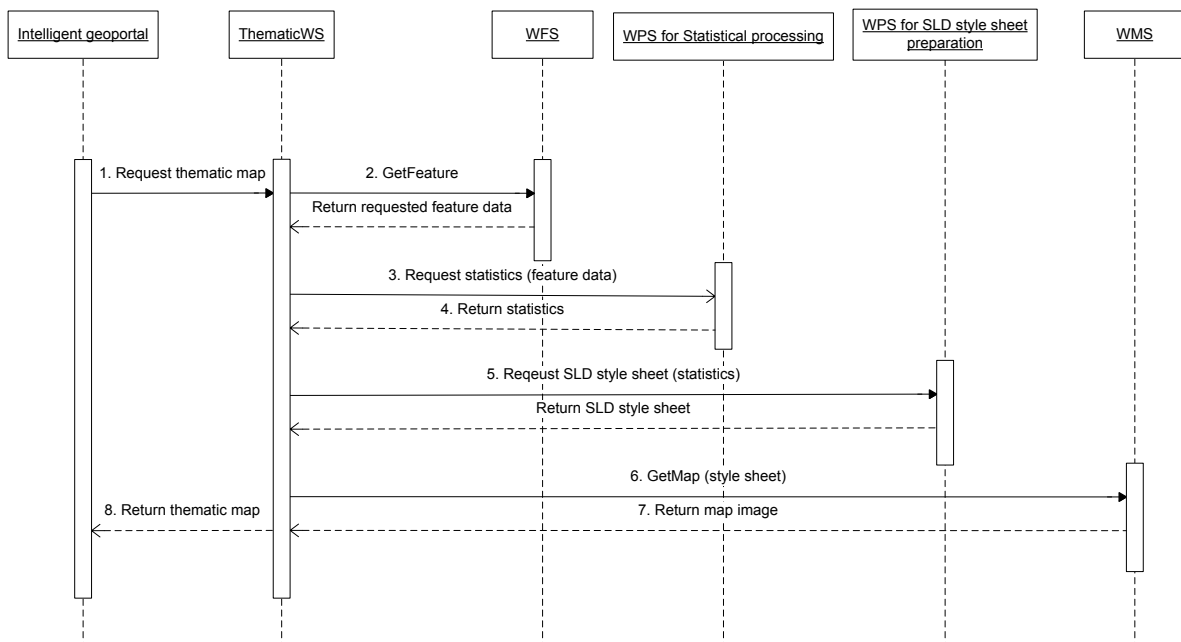 Intelligent geoportal
ThematicWS
WFS
WPS for Statistical processing
WPS for SLD style sheet
preparation
WMS
1. Request thematic map
2. GetFeature
Return requested feature data
3. Request statistics (feature data)
4. Return statistics
5. Reqeust SLD style sheet (statistics)
Return SLD style sheet
6. GetMap (style sheet)
8. Return thematic map
7. Return map image